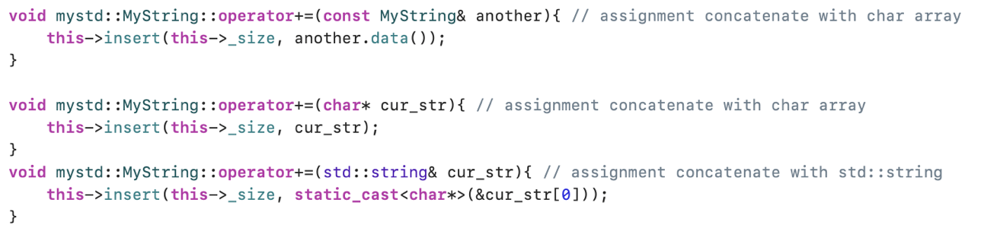 void mystd::MyString::operator+=(const MyString& another){ // assignment concatenate with char array
    this->insert(this->_size, another.data());
}

void mystd::MyString::operator+=(char* cur_str){ // assignment concatenate with char array
    this->insert(this->_size, cur_str);
}
void mystd::MyString::operator+=(std::string& cur_str){ // assignment concatenate with std::string
    this->insert(this->_size, static_cast<char*>(&cur_str[0]));
}